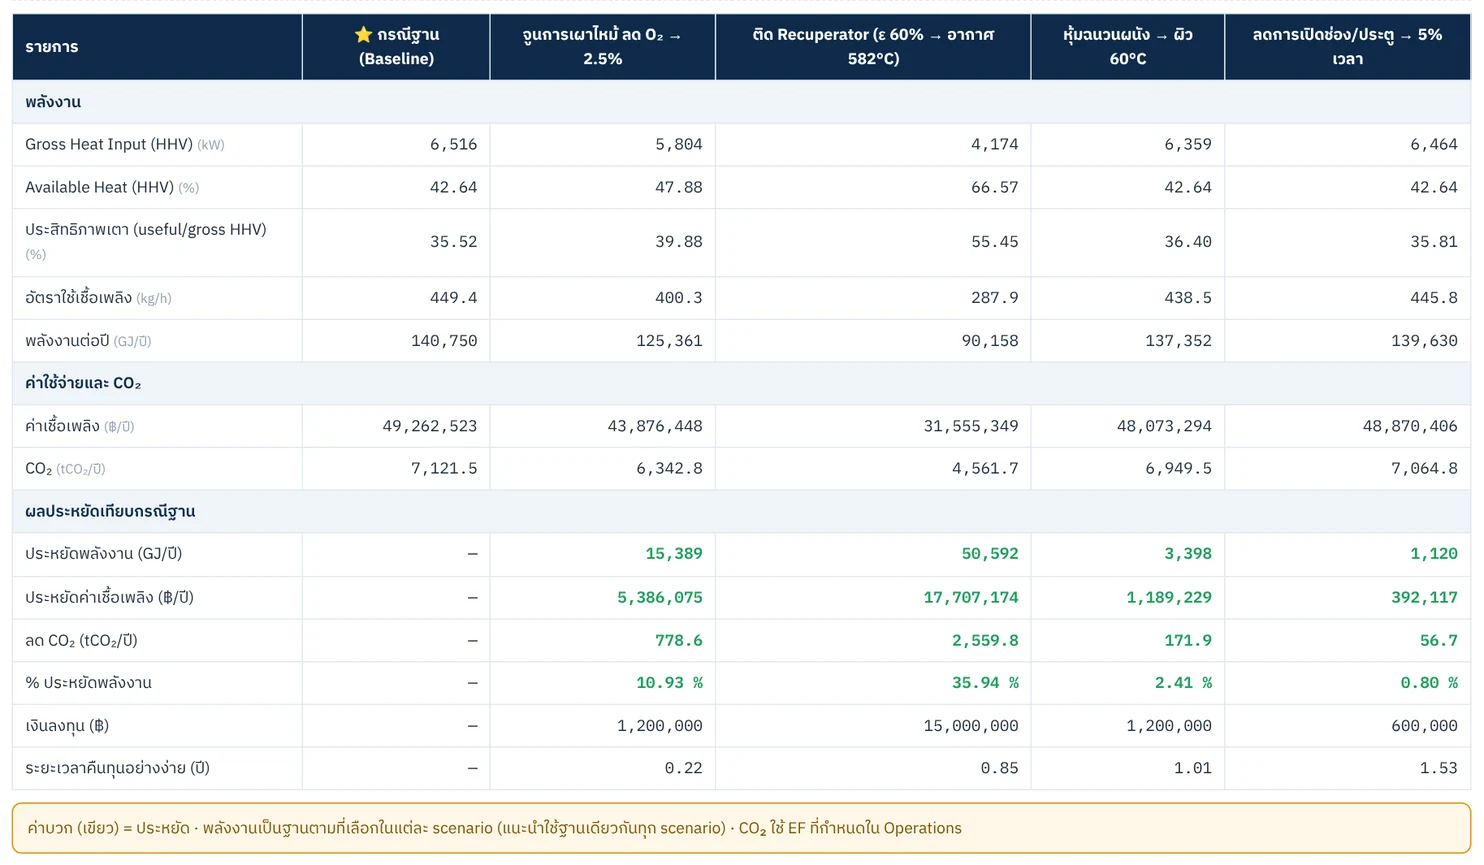 รายการ
⭐ กรณีฐาน
(Baseline)
จูนการเผาไหม้ ลด O₂ →
2.5%
ติด Recuperator (ε 60% → อากาศ
582°C)
หุ้มฉนวนผนัง → ผิว
60°C
ลดการเปิดช่อง/ประตู → 5%
เวลา
พลังงาน
Gross Heat Input (HHV) (kW) 6,516 5,804 4,174 6,359 6,464
Available Heat (HHV) (%) 42.64 47.88 66.57 42.64 42.64
ประสิทธิภาพเตา (useful/gross HHV)
(%) 35.52 39.88 55.45 36.40 35.81
อัตราใช้เชื้อเพลิง (kg/h) 449.4 400.3 287.9 438.5 445.8
พลังงานต่อปี (GJ/ปี) 140,750 125,361 90,158 137,352 139,630
ค่าใช้จ่ายและ CO₂
ค่าเชื้อเพลิง (฿/ปี) 49,262,523 43,876,448 31,555,349 48,073,294 48,870,406
CO₂ (tCO₂/ปี) 7,121.5 6,342.8 4,561.7 6,949.5 7,064.8
ผลประหยัดเทียบกรณีฐาน
ประหยัดพลังงาน (GJ/ปี) — 15,389 50,592 3,398 1,120
ประหยัดค่าเชื้อเพลิง (฿/ปี) — 5,386,075 17,707,174 1,189,229 392,117
ลด CO₂ (tCO₂/ปี) — 778.6 2,559.8 171.9 56.7
% ประหยัดพลังงาน — 10.93 % 35.94 % 2.41 % 0.80 %
เงินลงทุน (฿) — 1,200,000 15,000,000 1,200,000 600,000
ระยะเวลาคืนทุนอย่างง่าย (ปี) — 0.22 0.85 1.01 1.53
ค่าบวก (เขียว) = ประหยัด · พลังงานเป็นฐานตามที่เลือกในแต่ละ scenario (แนะนำใช้ฐานเดียวกันทุก scenario) · CO₂ ใช้ EF ที่กำหนดใน Operations